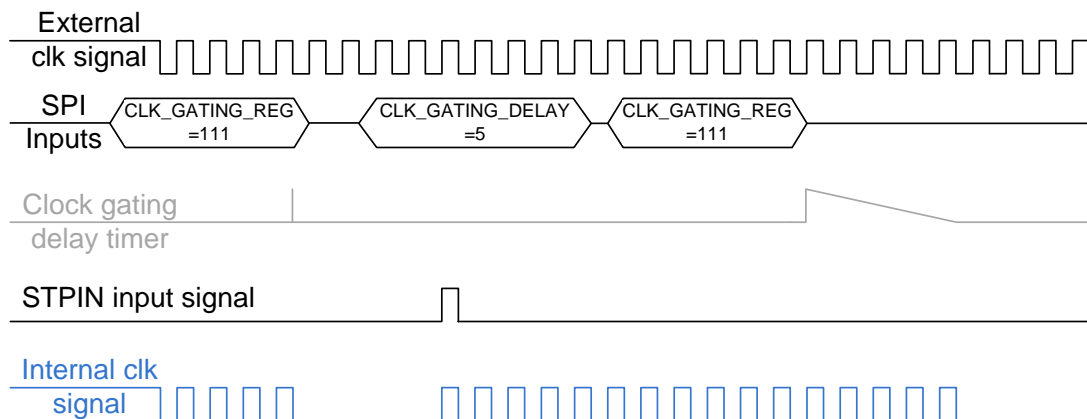 External
clk signal
SPI
Inputs
CLK_GATING_REG
=111
CLK_GATING_DELAY
=5
CLK_GATING_REG
=111
Clock gating
delay timer
STPIN input signal
Internal clk
signal